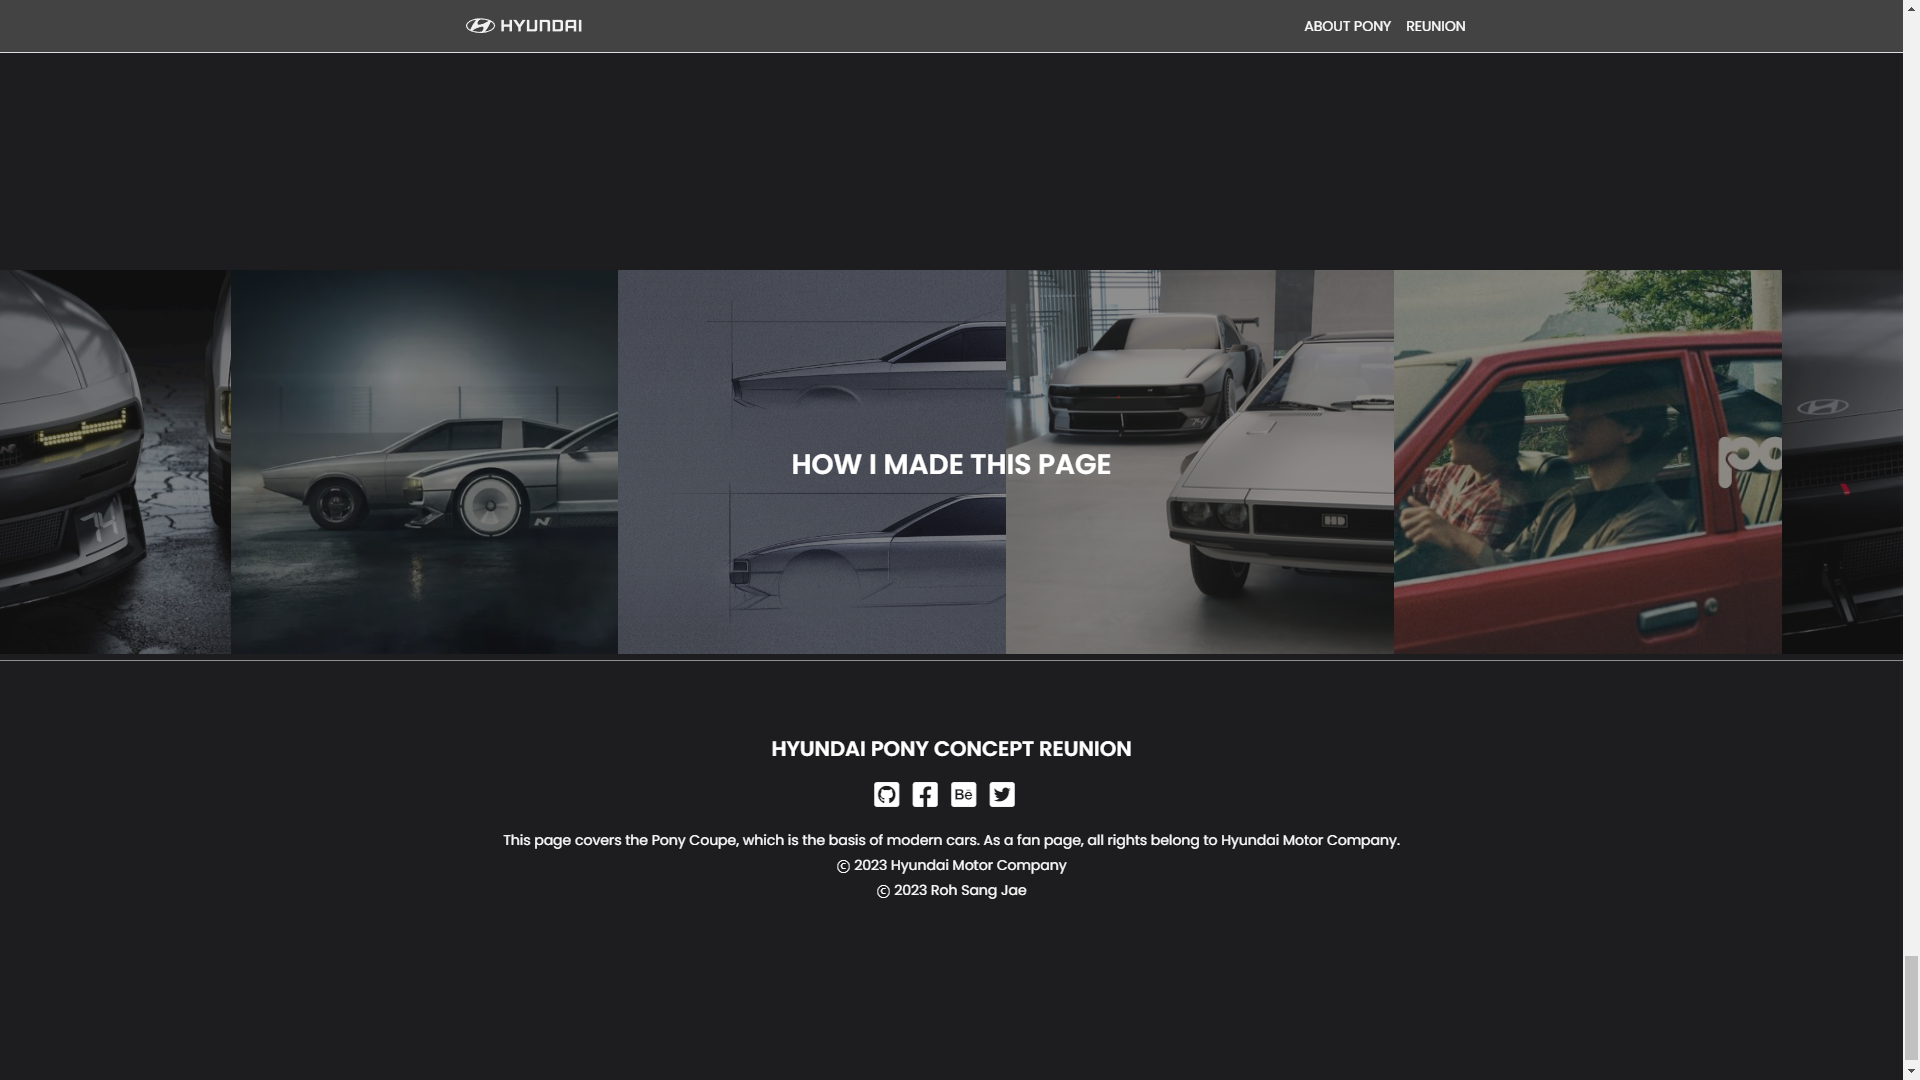 HYUNDAI
ABOUT PONY
REUNION
74
N
po
HOW I MADE THIS PAGE
HYUNDAI PONY CONCEPT REUNION
Bē
This page covers the Pony Coupe, which is the basis of modern cars. As a fan page, all rights belong to Hyundai Motor Company.
© 2023 Hyundai Motor Company
© 2023 Roh Sang Jae